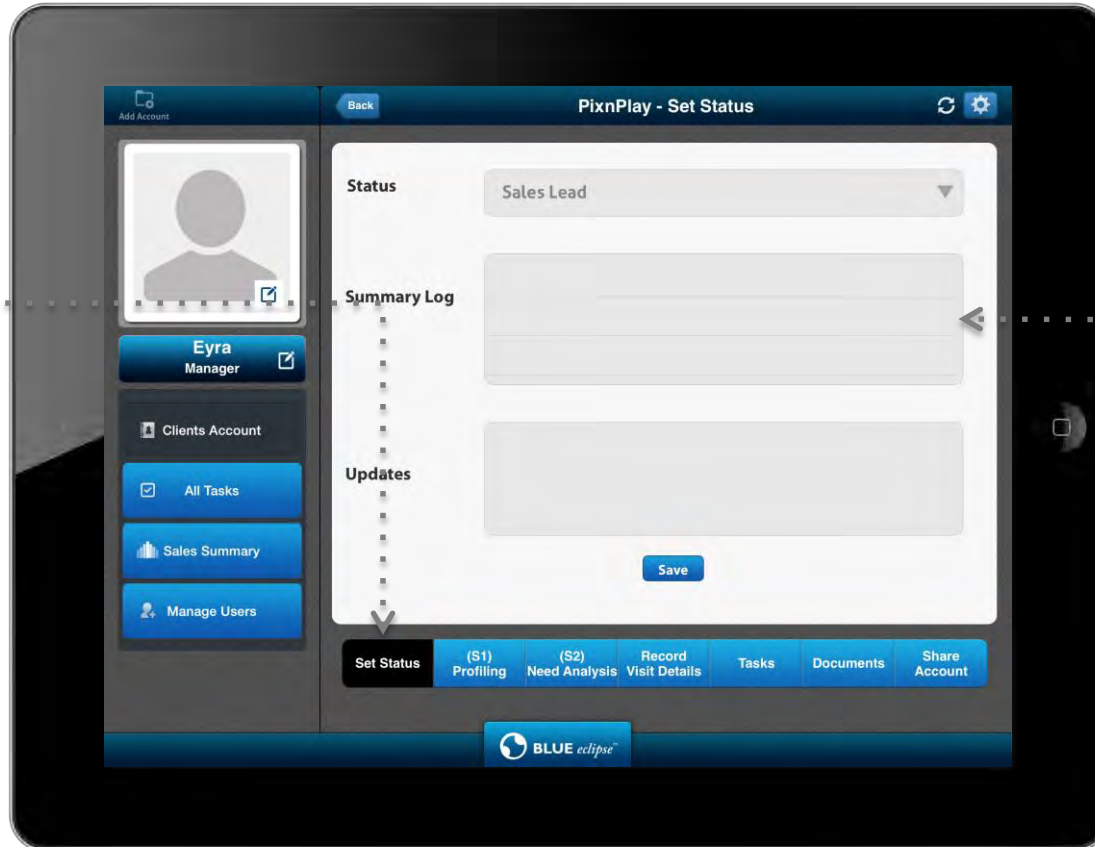 Add Account
Back
PixnPlay - Set Status
Status
Sales Lead
Summary Log
Eyra
Manager
Clients Account
Updates
All Tasks
Sales Summary
Save
Manage Users
Set Status
(S1)
Profiling
(S2)
Need Analysis
Record
Visit Details
Tasks
Documents
Share
Account
BLUE eclipse™